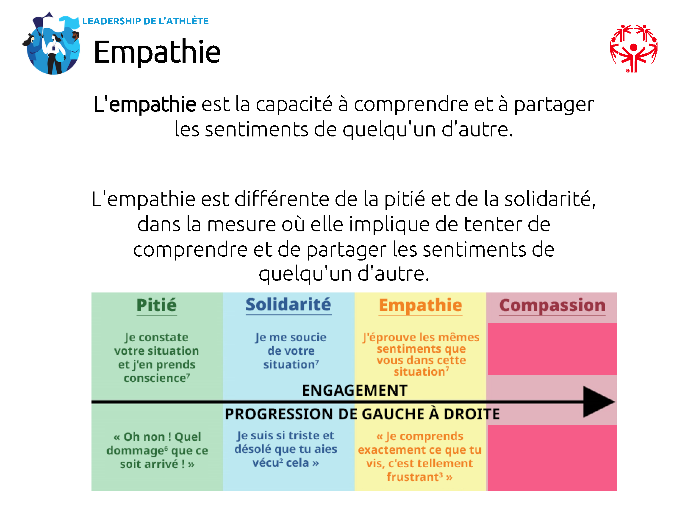 LEADERSHIP DE L'ATHLÈTE
Empathie
L'empathie est la capacité à comprendre et à partager
les sentiments de quelqu'un d'autre.
L'empathie est différente de la pitié et de la solidarité,
dans la mesure où elle implique de tenter de
comprendre et de partager les sentiments de
quelqu'un d'autre.
Pitié
Solidarité
Empathie
Compassion
Je constate
votre situation
et j'en prends
conscience⁷
Je me soucie
de votre
situation⁷
J'éprouve les mêmes
sentiments que
vous dans cette
situation⁷
ENGAGEMENT
PROGRESSION DE GAUCHE À DROITE
« Oh non ! Quel
dommage⁶ que ce
soit arrivé ! »
Je suis si triste et
désolé que tu aies
vécu² cela »
« Je comprends
exactement ce que tu
vis, c'est tellement
frustrant³ »